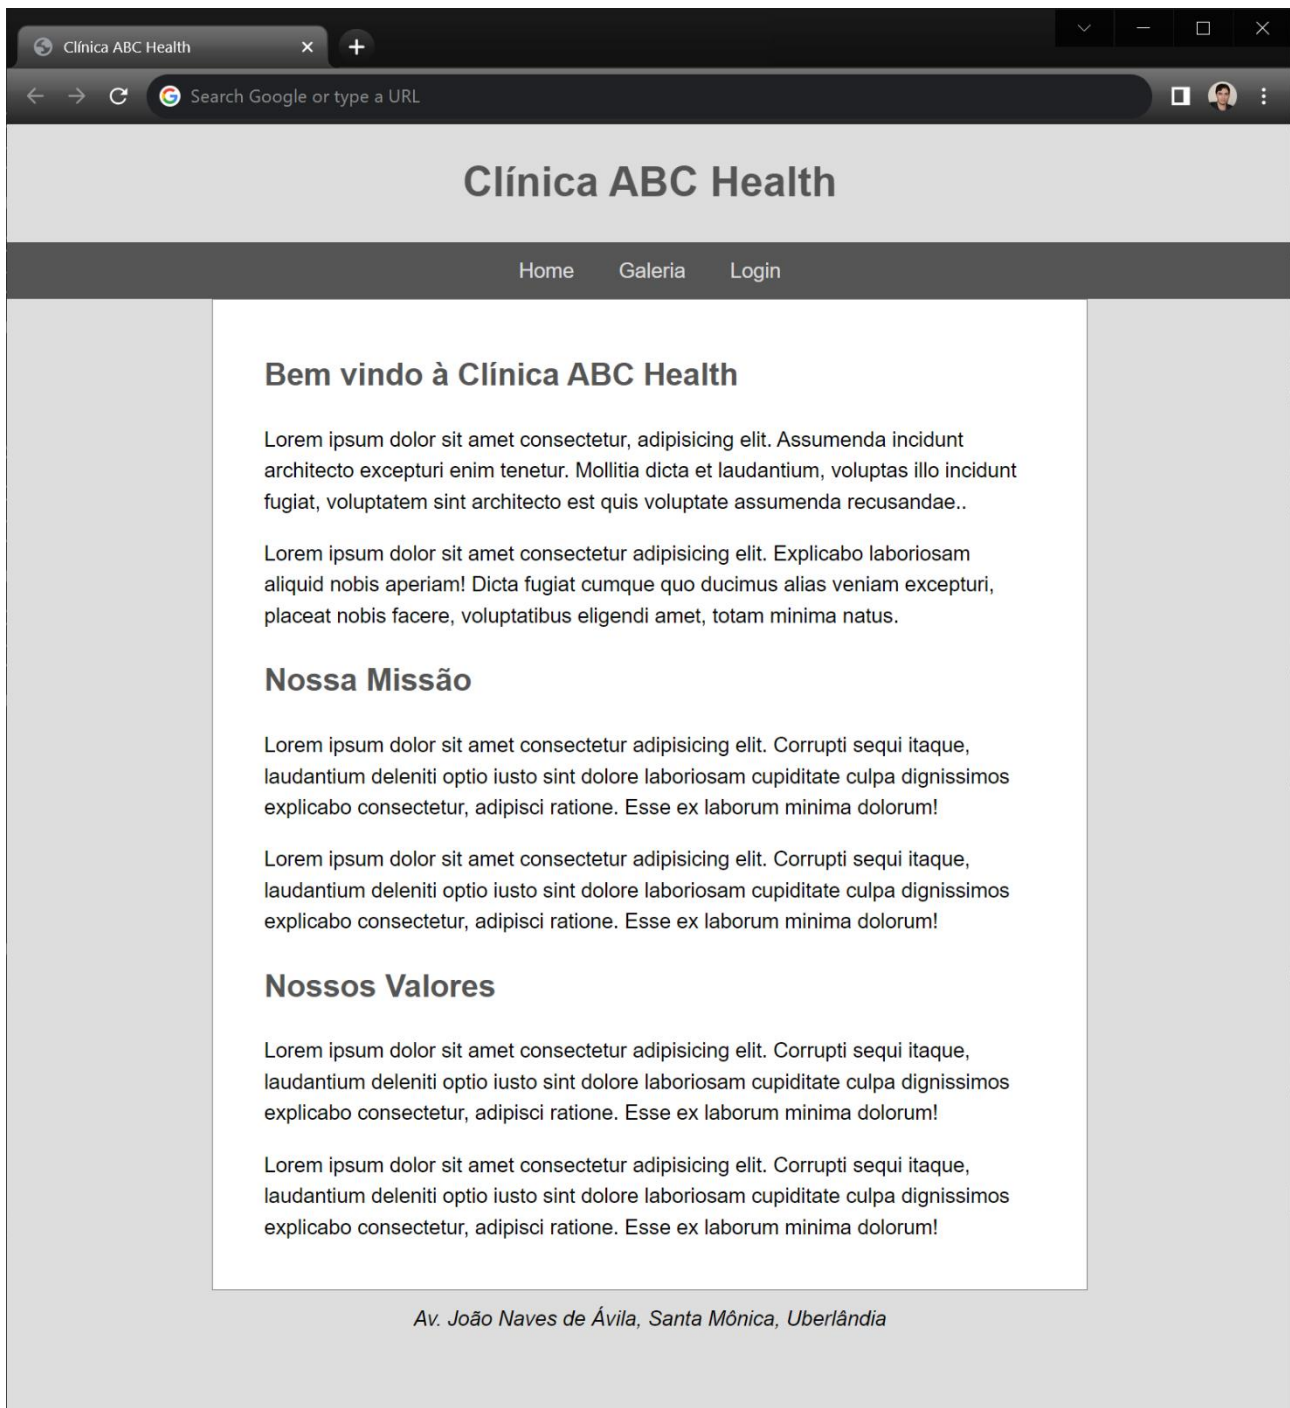 Clínica ABC Health
Search Google or type a URL
Clínica ABC Health
Home Galeria Login
Bem vindo à Clínica ABC Health
Lorem ipsum dolor sit amet consectetur, adipisicing elit. Assumenda incidunt
architecto excepturi enim tenetur. Mollitia dicta et laudantium, voluptas illo incidunt
fugiat, voluptatem sint architecto est quis voluptate assumenda recusandae..
Lorem ipsum dolor sit amet consectetur adipisicing elit. Explicabo laboriosam
aliquid nobis aperiam! Dicta fugiat cumque quo ducimus alias veniam excepturi,
placeat nobis facere, voluptatibus eligendi amet, totam minima natus.
Nossa Missão
Lorem ipsum dolor sit amet consectetur adipisicing elit. Corrupti sequi itaque,
laudantium deleniti optio iusto sint dolore laboriosam cupiditate culpa dignissimos
explicabo consectetur, adipisci ratione. Esse ex laborum minima dolorum!
Lorem ipsum dolor sit amet consectetur adipisicing elit. Corrupti sequi itaque,
laudantium deleniti optio iusto sint dolore laboriosam cupiditate culpa dignissimos
explicabo consectetur, adipisci ratione. Esse ex laborum minima dolorum!
Nossos Valores
Lorem ipsum dolor sit amet consectetur adipisicing elit. Corrupti sequi itaque,
laudantium deleniti optio iusto sint dolore laboriosam cupiditate culpa dignissimos
explicabo consectetur, adipisci ratione. Esse ex laborum minima dolorum!
Lorem ipsum dolor sit amet consectetur adipisicing elit. Corrupti sequi itaque,
laudantium deleniti optio iusto sint dolore laboriosam cupiditate culpa dignissimos
explicabo consectetur, adipisci ratione. Esse ex laborum minima dolorum!
Av. João Naves de Ávila, Santa Mônica, Uberlândia